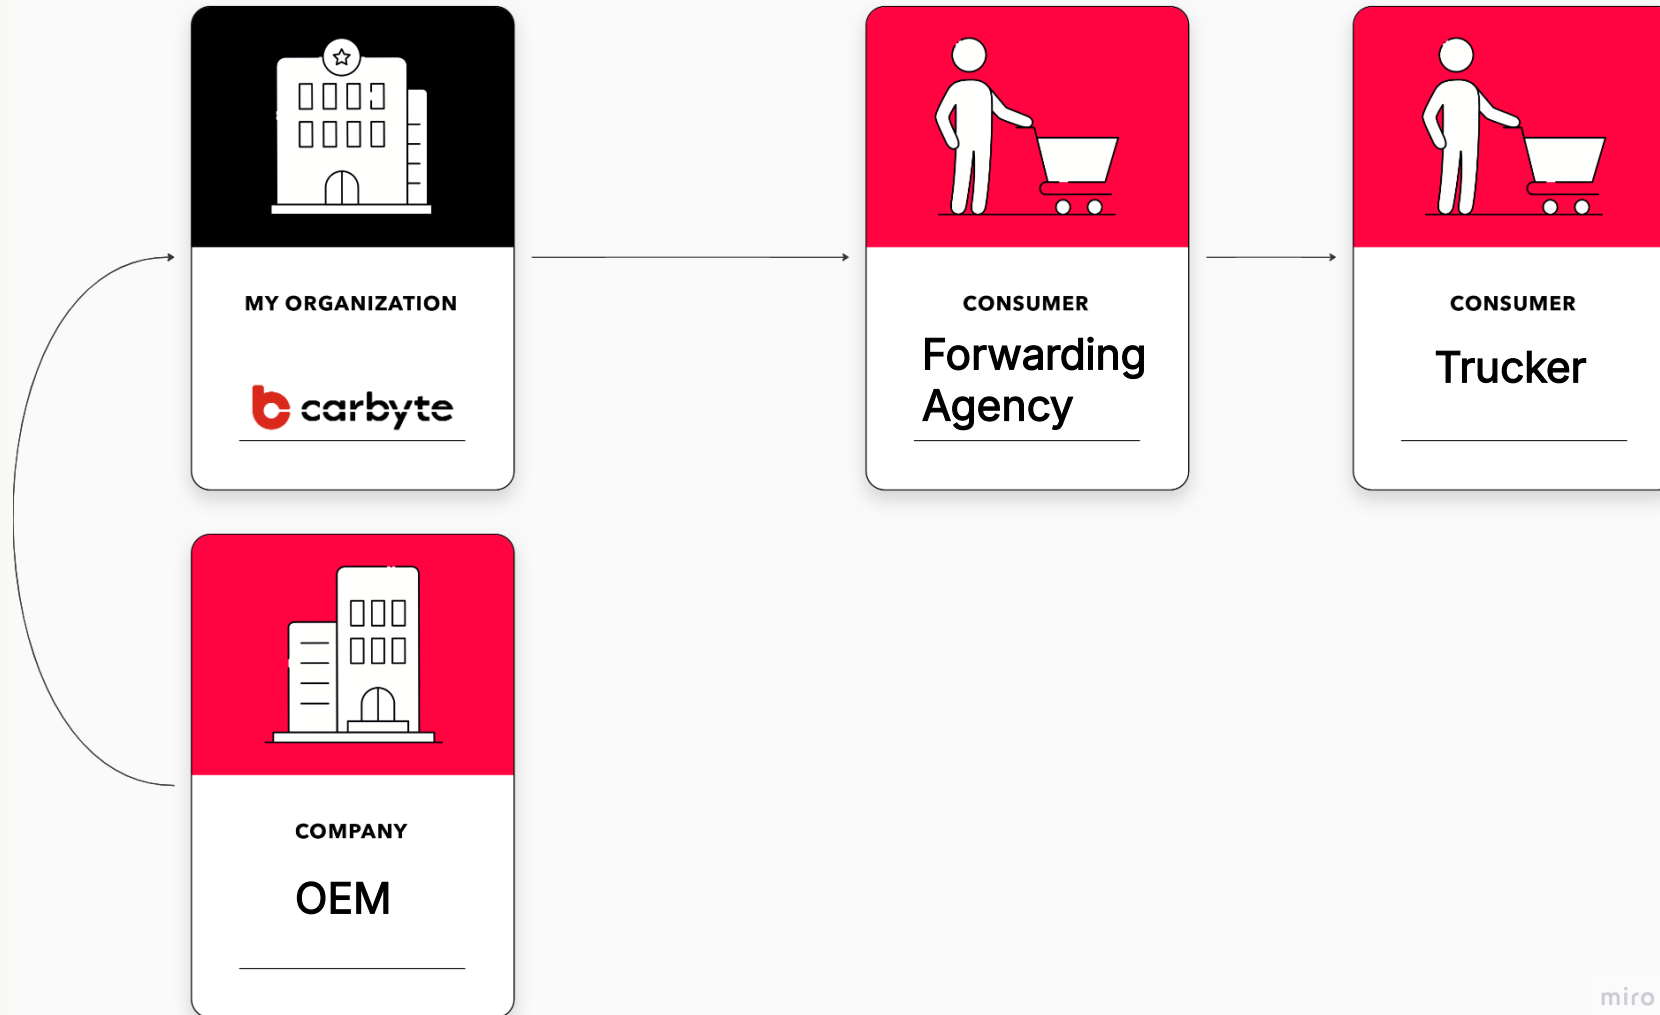 MY ORGANIZATION
carbyte
CONSUMER
Forwarding
Agency
CONSUMER
Trucker
COMPANY
OEM
miro